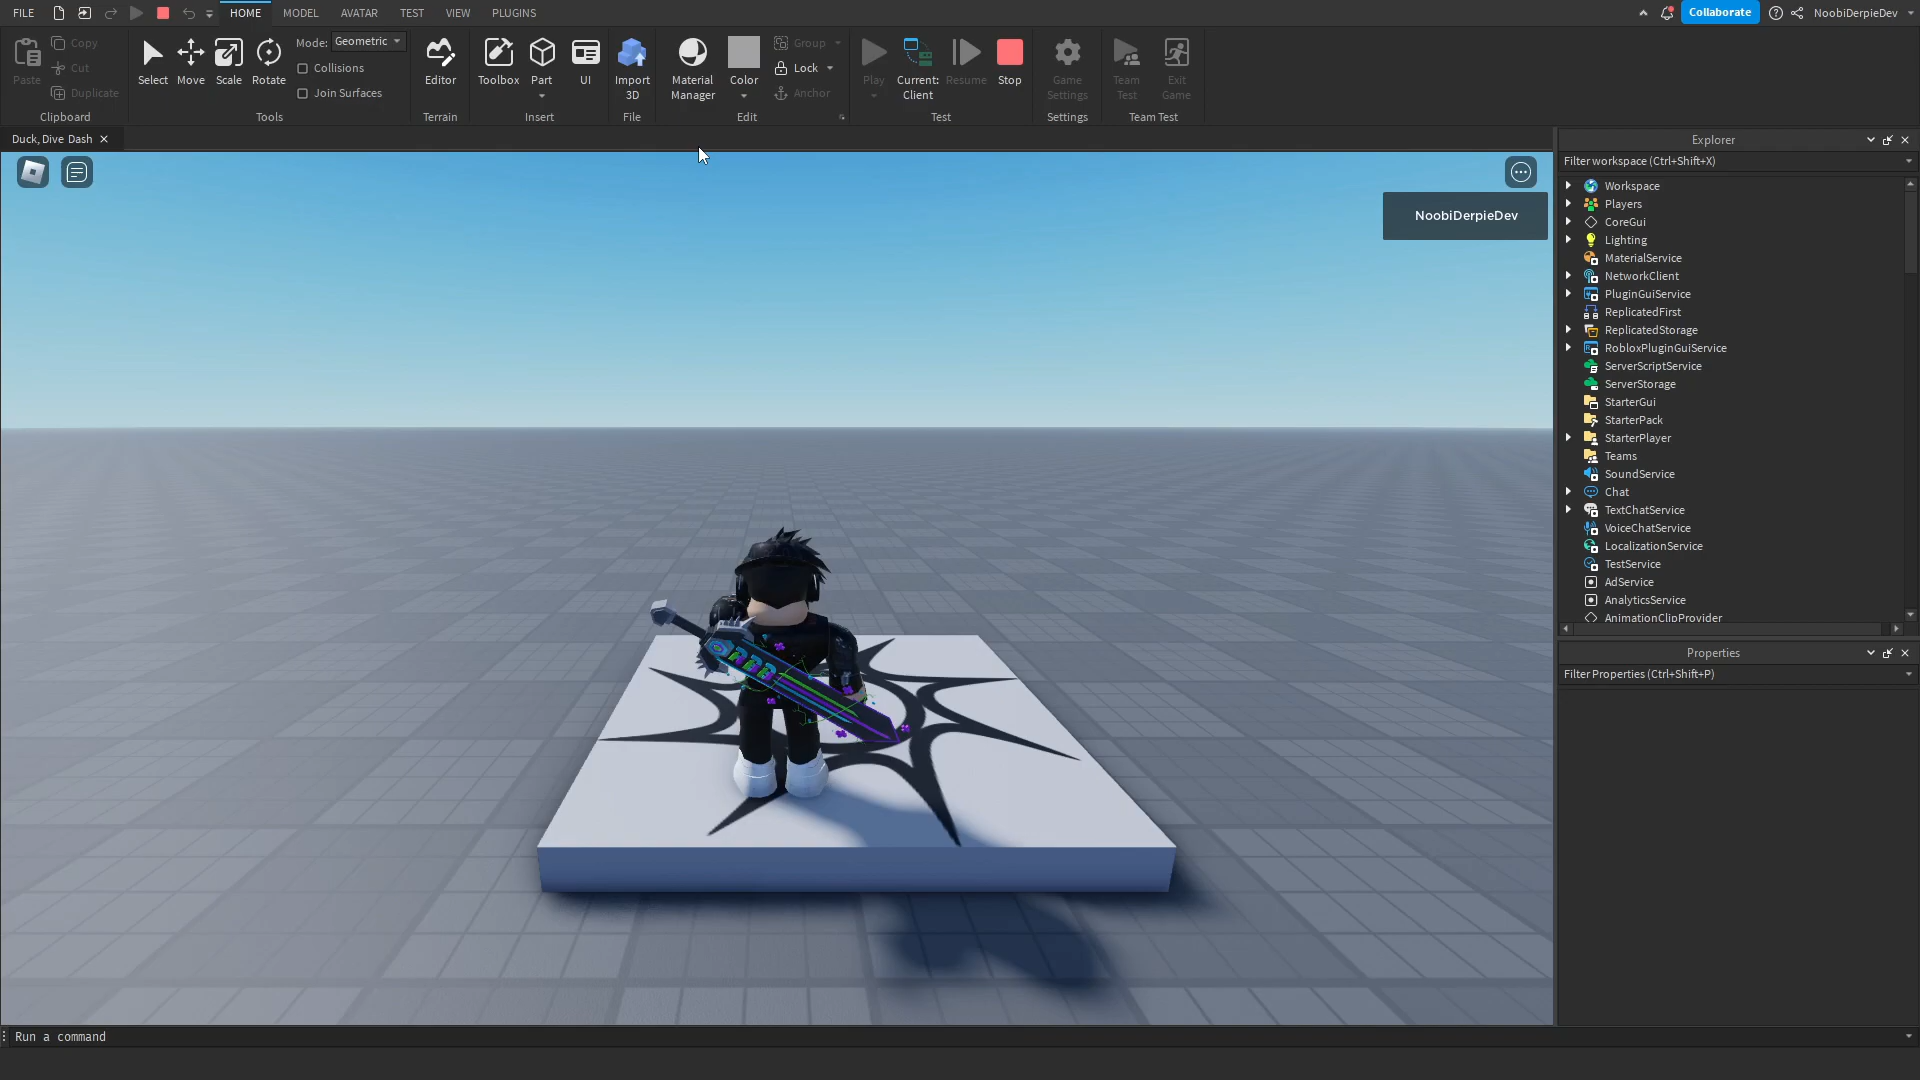 FILE HOME MODEL AVATAR TEST VIEW PLUGINS Collaborate NoobiDerpieDev
Paste Copy Cut Duplicate Clipboard
Select Move Scale Rotate Mode: Geometric Collisions Join Surfaces Tools
Editor Terrain
Toolbox Part UI Insert
Import 3D File
Material Manager Color Group Lock Anchor Edit
Play Current: Client Resume Stop Test
Game Settings Settings
Team Test Exit Game Team Test
Duck, Dive Dash
NoobiDerpieDev
Explorer
Filter workspace (Ctrl+Shift+X)
Workspace
Players
CoreGui
Lighting
MaterialService
NetworkClient
PluginGuiService
ReplicatedFirst
ReplicatedStorage
RobloxPluginGuiService
ServerScriptService
ServerStorage
StarterGui
StarterPack
StarterPlayer
Teams
SoundService
Chat
TextChatService
VoiceChatService
LocalizationService
TestService
AdService
AnalyticsService
AnimationClipProvider
Properties
Filter Properties (Ctrl+Shift+P)
Run a command